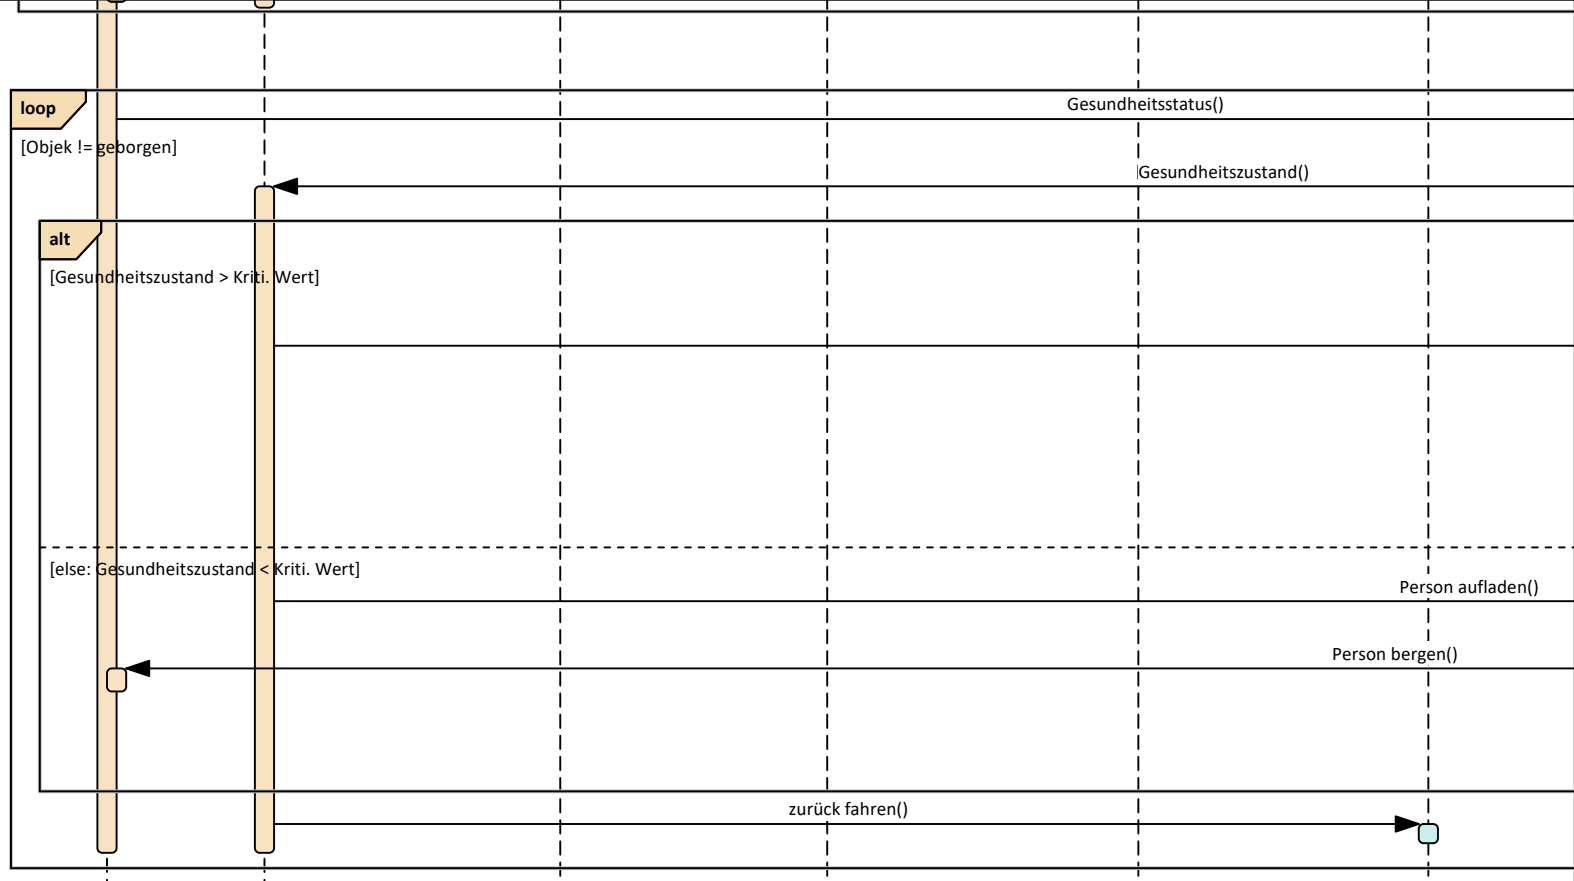 loop
Gesundheitsstatus()
[Objek != geborgen]
Gesundheitszustand()
alt
[Gesundheitszustand > Kriti. Wert]
[else: Gesundheitszustand < Kriti. Wert]
Person aufladen()
Person bergen()
zurück fahren()